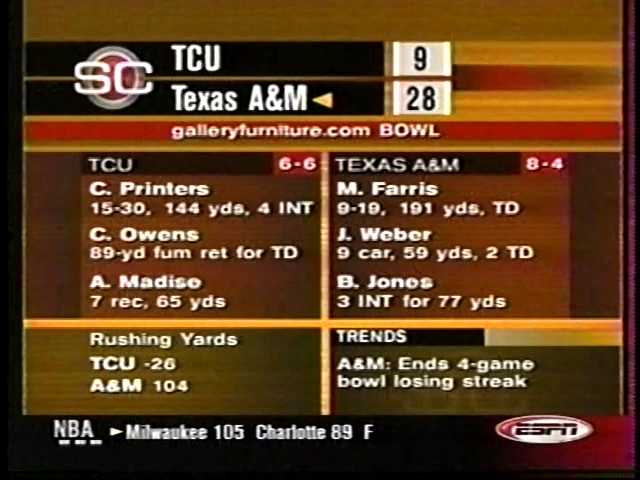 SC
TCU 9
Texas A&M 28
galleryfurniture.com BOWL
TCU 6-6
C. Printers
15-30, 144 yds, 4 INT
C. Owens
89-yd fum ret for TD
A. Madise
7 rec, 65 yds
TEXAS A&M 8-4
M. Farris
9-19, 191 yds, TD
J. Weber
9 car, 59 yds, 2 TD
B. Jones
3 INT for 77 yds
Rushing Yards
TCU -26
A&M 104
TRENDS
A&M: Ends 4-game
bowl losing streak
NBA Milwaukee 105 Charlotte 89 F
ESPN